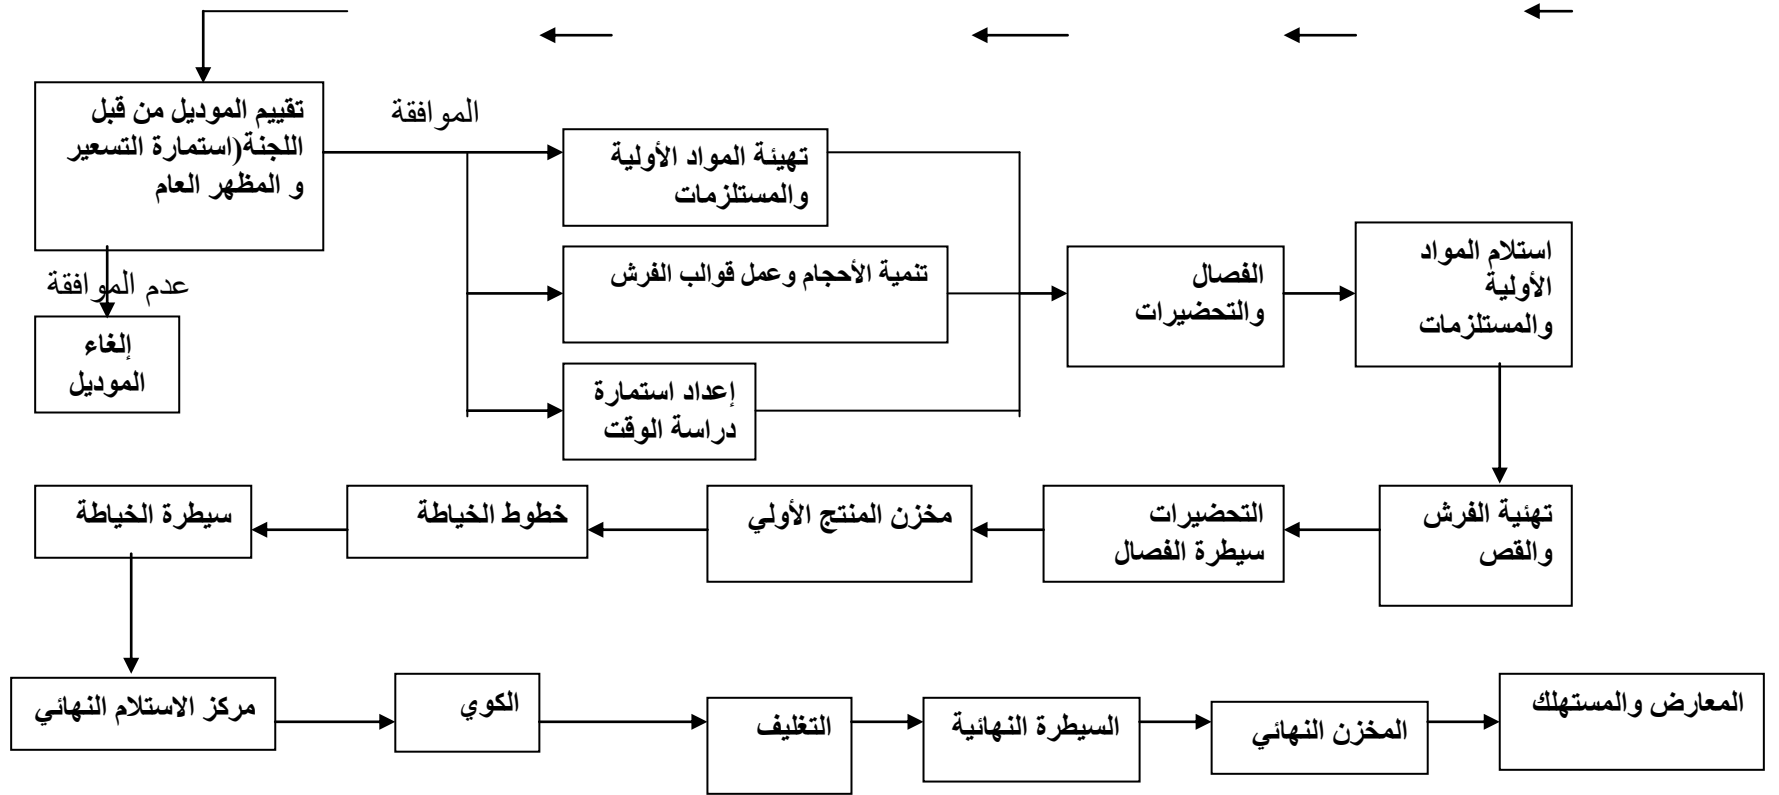 تقييم الموديل من قبل
اللجنة(استمارة التسعير
و المظهر العام
الموافقة
عدم الموافقة
إلغاء
الموديل
تهيئة المواد الأولية
والمستلزمات
تنمية الأحجام وعمل قوالب الفرش
إعداد استمارة
دراسة الوقت
الفصال
والتحضيرات
استلام المواد
الأولية
والمستلزمات
تهئية الفرش
والقص
التحضيرات
سيطرة الفصال
مخزن المنتج الأولي
خطوط الخياطة
سيطرة الخياطة
مركز الاستلام النهائي
الكوي
التغليف
السيطرة النهائية
المخزن النهائي
المعارض والمستهلك